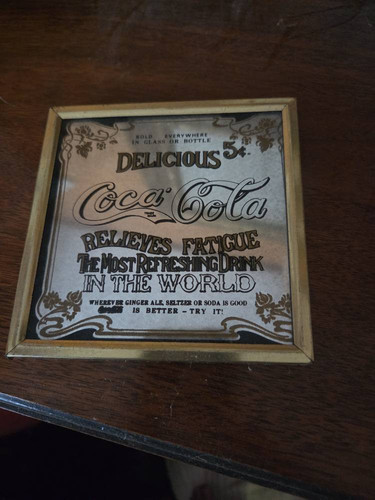 SOLD EVERYWHERE
IN GLASS OR BOTTLE
DELICIOUS 5¢.
Coca-Cola
RELIEVES FATIGUE
THE MOST REFRESHING DRINK
IN THE WORLD
WHEREVER GINGER ALE, SELTZER OR SODA IS GOOD
IS BETTER – TRY IT!